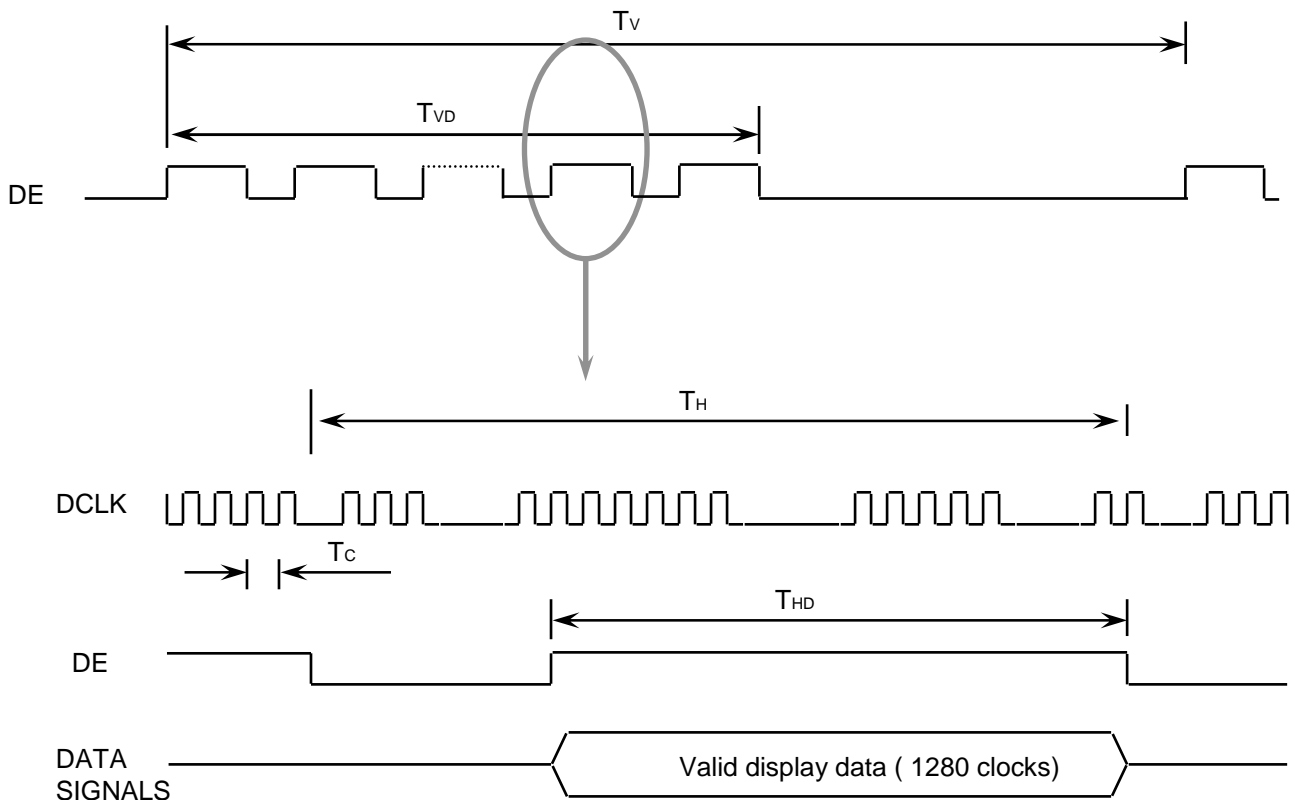 TV
TVD
DE
TH
DCLK
TC
THD
DE
DATA
SIGNALS
Valid display data ( 1280 clocks)